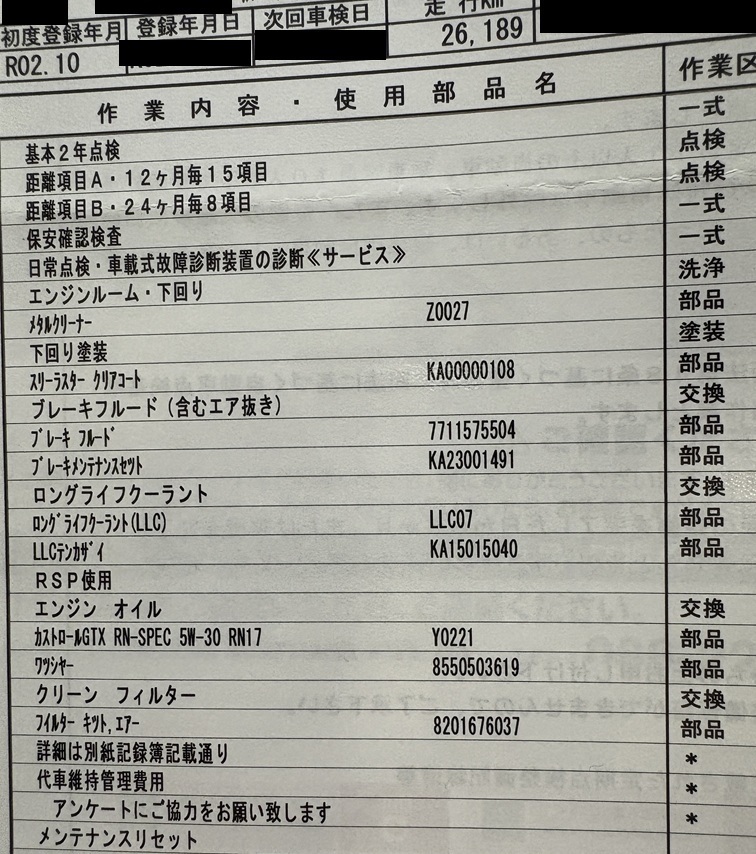 初度登録年月 登録年月日 次回車検日 走行Km
R02.10 26,189
作業内容・使用部品名 作業区
基本2年点検 一式
距離項目A・12ヶ月毎15項目 点検
距離項目B・24ヶ月毎8項目 点検
保安確認検査 一式
日常点検・車載式故障診断装置の診断≪サービス≫ 一式
エンジンルーム・下回り 洗浄
ﾒﾀﾙｸﾘｰﾅｰ Z0027 部品
下回り塗装 塗装
ｽﾘｰﾗｽﾀｰ ｸﾘｱｺｰﾄ KA00000108 部品
ブレーキフルード（含むエア抜き） 交換
ﾌﾞﾚｰｷ ﾌﾙｰﾄﾞ 7711575504 部品
ﾌﾞﾚｰｷﾒﾝﾃﾅﾝｽｾｯﾄ KA23001491 部品
ロングライフクーラント 交換
ﾛﾝｸﾞﾗｲﾌｸｰﾗﾝﾄ(LLC) LLC07 部品
LLCﾃﾝｶｻﾞｲ KA15015040 部品
RSP使用
エンジン オイル 交換
ｶｽﾄﾛｰﾙGTX RN-SPEC 5W-30 RN17 Y0221 部品
ﾜﾂｼﾔｰ 8550503619 部品
クリーン フィルター 交換
ﾌｲﾙﾀｰ ｷﾂﾄ,ｴｱｰ 8201676037 部品
詳細は別紙記録簿記載通り *
代車維持管理費用 *
アンケートにご協力をお願い致します *
メンテナンスリセット